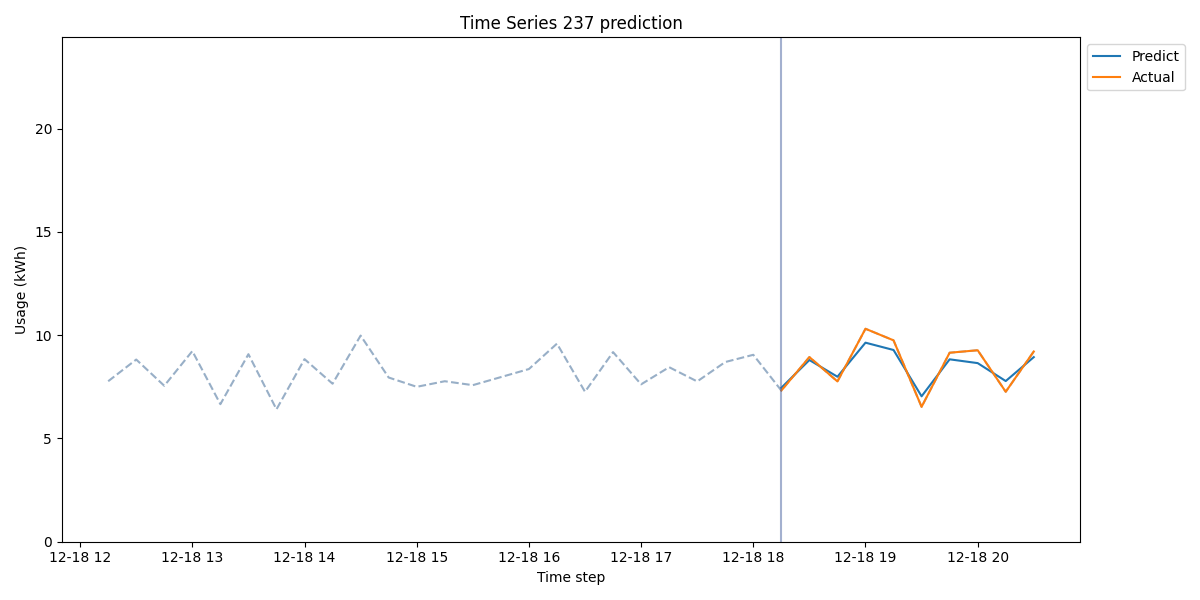 Time Series 237 prediction
Predict
Actual
20
15
10
5
0
Usage (kWh)
12-18 12
12-18 13
12-18 14
12-18 15
12-18 16
12-18 17
12-18 18
12-18 19
12-18 20
Time step